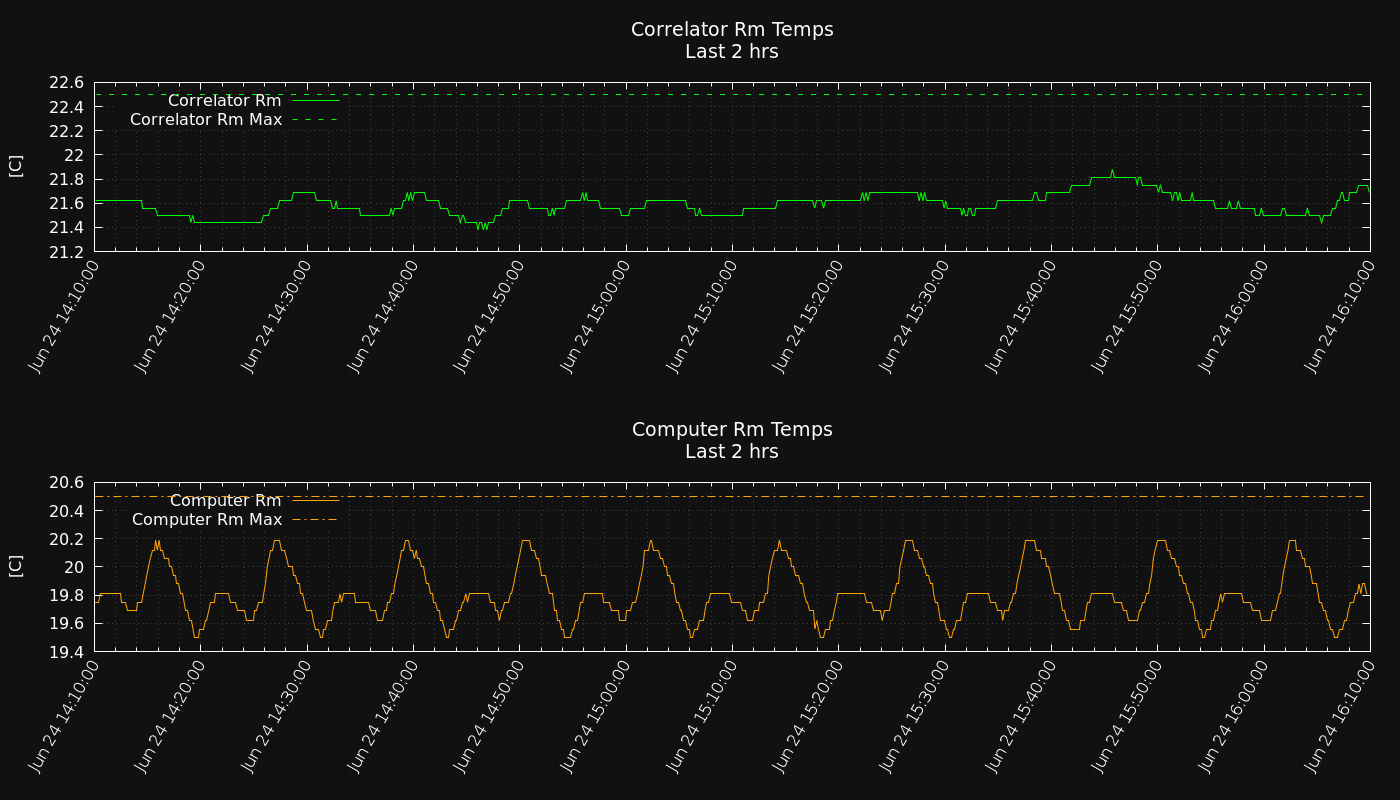 Correlator Rm Temps
Last 2 hrs
22.6
22.4
22.2
22
21.8
21.6
21.4
21.2
[C]
Correlator Rm
Correlator Rm Max
Jun 24 14:10:00
Jun 24 14:20:00
Jun 24 14:30:00
Jun 24 14:40:00
Jun 24 14:50:00
Jun 24 15:00:00
Jun 24 15:10:00
Jun 24 15:20:00
Jun 24 15:30:00
Jun 24 15:40:00
Jun 24 15:50:00
Jun 24 16:00:00
Jun 24 16:10:00
Computer Rm Temps
Last 2 hrs
20.6
20.4
20.2
20
19.8
19.6
19.4
[C]
Computer Rm
Computer Rm Max
Jun 24 14:10:00
Jun 24 14:20:00
Jun 24 14:30:00
Jun 24 14:40:00
Jun 24 14:50:00
Jun 24 15:00:00
Jun 24 15:10:00
Jun 24 15:20:00
Jun 24 15:30:00
Jun 24 15:40:00
Jun 24 15:50:00
Jun 24 16:00:00
Jun 24 16:10:00